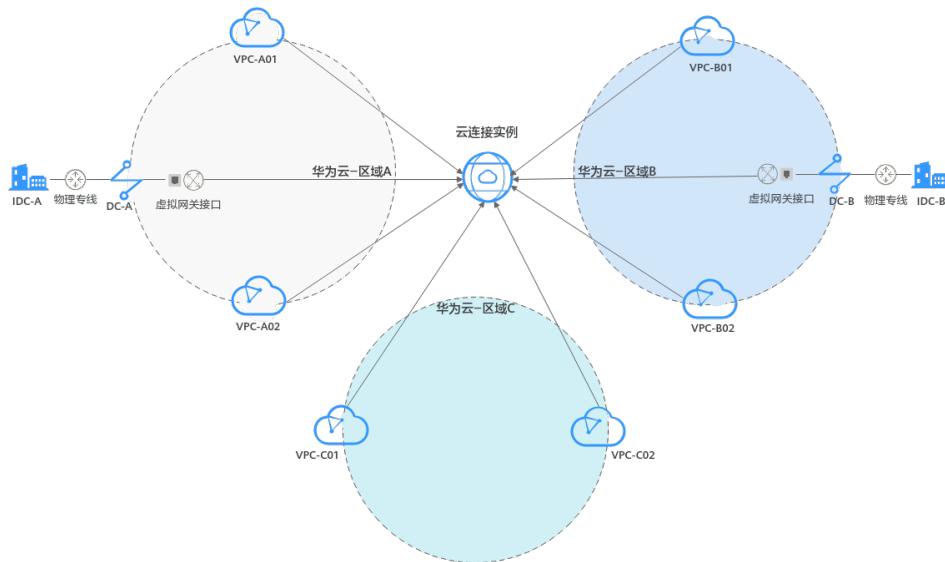 VPC-A01
VPC-B01
云连接实例
华为云-区域A
华为云-区域B
IDC-A
物理专线
DC-A
虚拟网关接口
虚拟网关接口
DC-B
物理专线
IDC-B
VPC-A02
华为云-区域C
VPC-B02
VPC-C01
VPC-C02